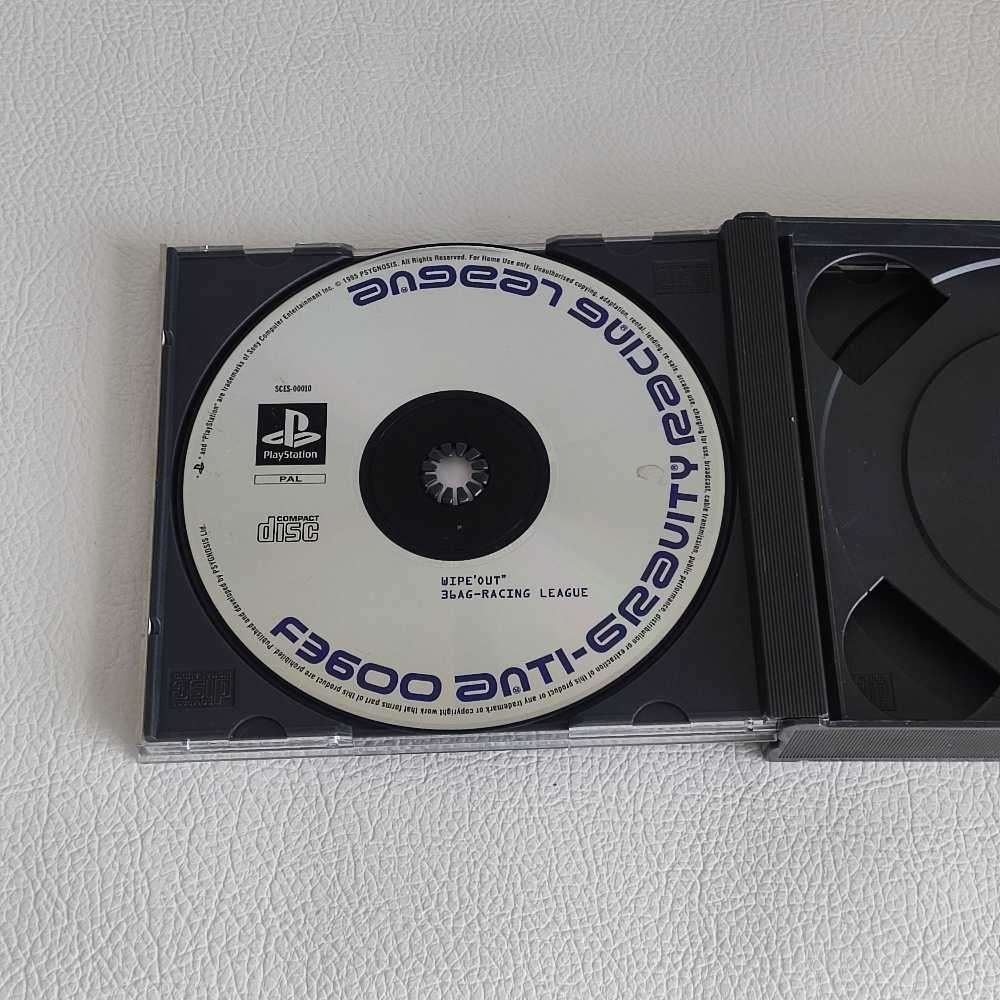 F3600 ANTI-GRAVITY RACING LEAGUE
"PS" and "PlayStation" are trademarks of Sony Computer Entertainment Inc. © 1995 PSYGNOSIS. All Rights Reserved. For Home Use only. Unauthorised copying, adaptation, rental, lending, re-sale, arcade use, charging for use, broadcast, cable transmission, public performance, distribution or extraction of this product or any trademark or copyright work that forms part of this product are prohibited. Published and developed by PSYGNOSIS Ltd.
SCES-00010
PlayStation
PAL
COMPACT
disc
WIPE'OUT"
36AG-RACING LEAGUE